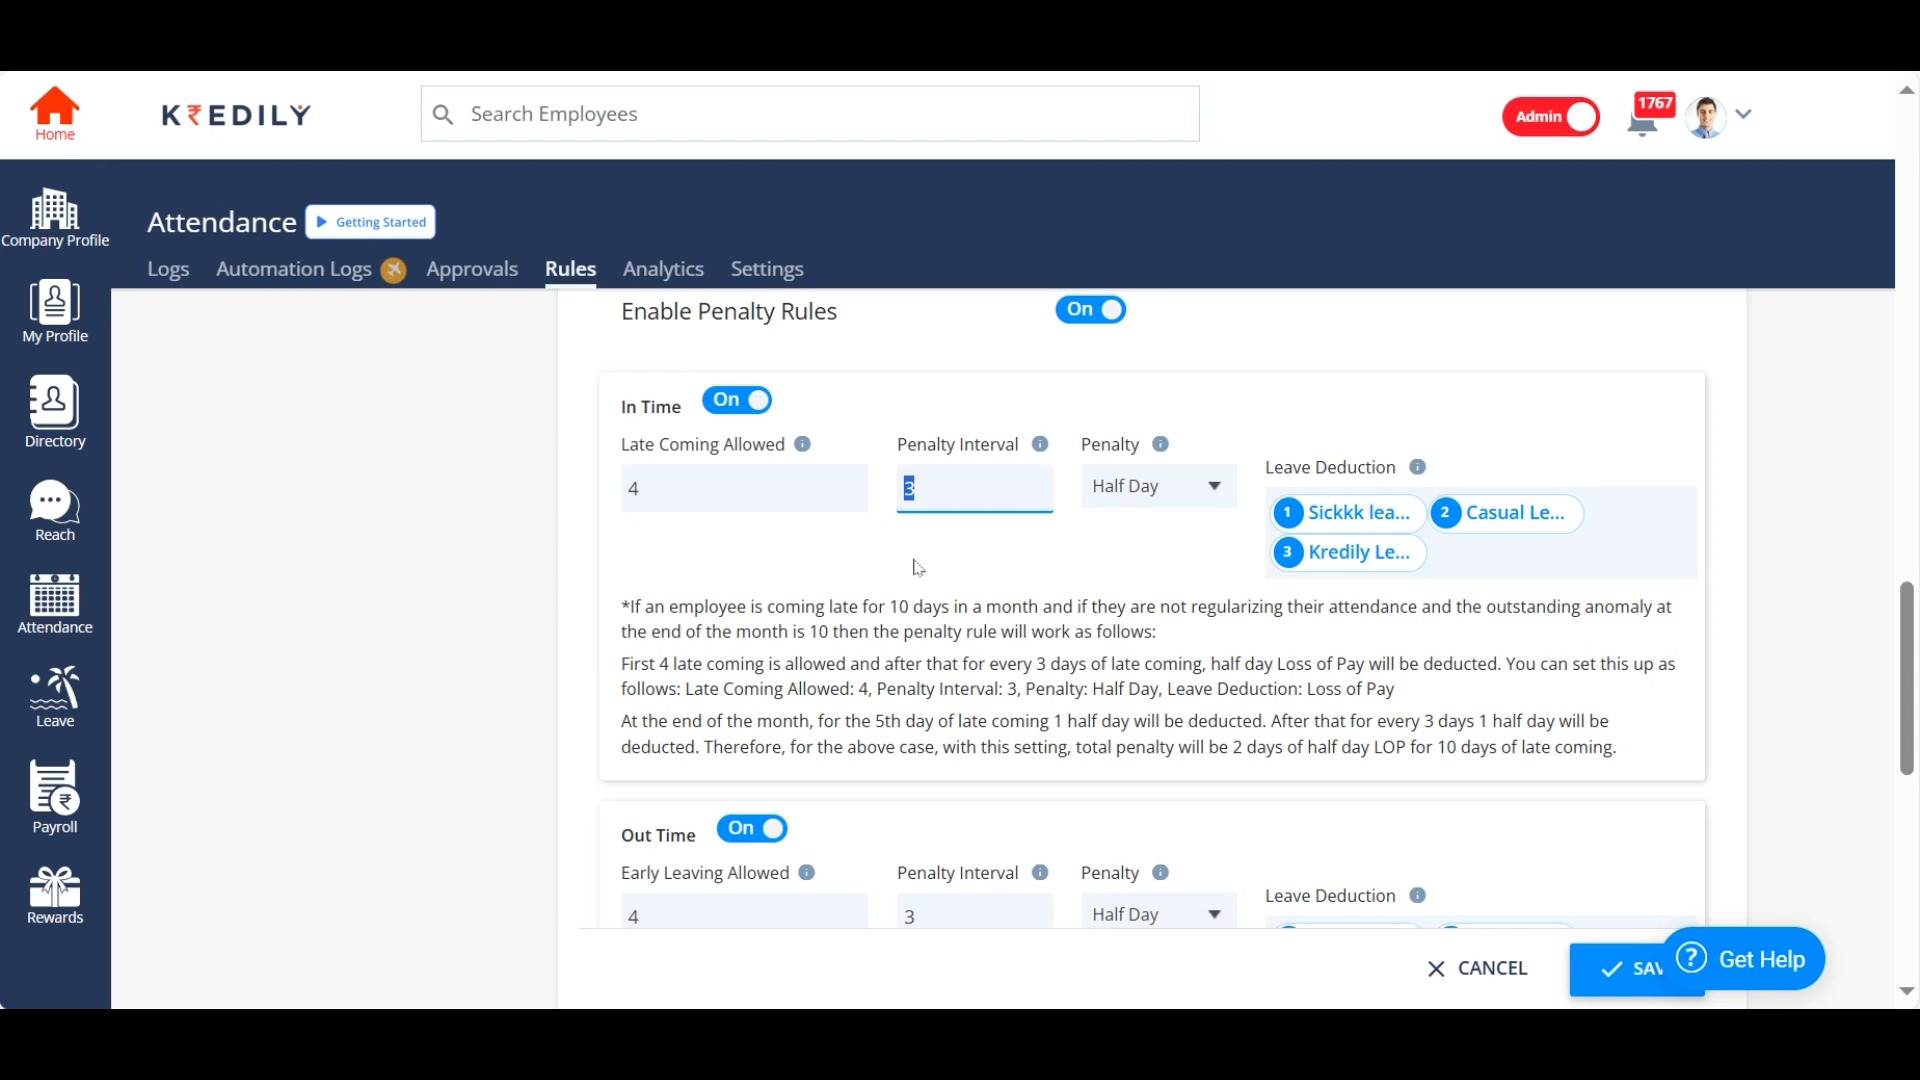 Home
KREDILY
Search Employees
Admin
1767
Company Profile
My Profile
Directory
Reach
Attendance
Leave
Payroll
Rewards
Attendance
Getting Started
Logs Automation Logs Approvals Rules Analytics Settings
Enable Penalty Rules On
In Time On
Late Coming Allowed Penalty Interval Penalty Leave Deduction
4 3 Half Day
1 Sickkk lea... 2 Casual Le...
3 Kredily Le...
*If an employee is coming late for 10 days in a month and if they are not regularizing their attendance and the outstanding anomaly at
the end of the month is 10 then the penalty rule will work as follows:
First 4 late coming is allowed and after that for every 3 days of late coming, half day Loss of Pay will be deducted. You can set this up as
follows: Late Coming Allowed: 4, Penalty Interval: 3, Penalty: Half Day, Leave Deduction: Loss of Pay
At the end of the month, for the 5th day of late coming 1 half day will be deducted. After that for every 3 days 1 half day will be
deducted. Therefore, for the above case, with this setting, total penalty will be 2 days of half day LOP for 10 days of late coming.
Out Time On
Early Leaving Allowed Penalty Interval Penalty Leave Deduction
4 3 Half Day
CANCEL
Get Help